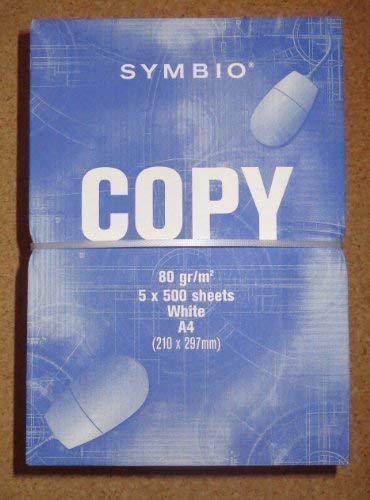 SYMBIO®
COPY
80 gr/m²
5 x 500 sheets
White
A4
(210 x 297mm)